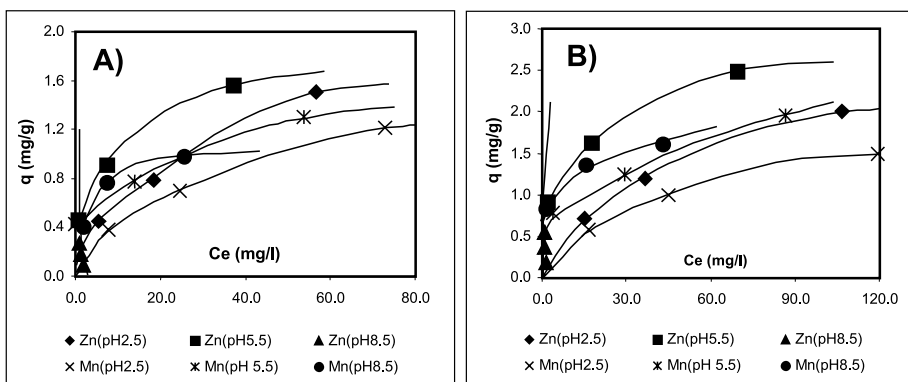 A)
q (mg/g)
2.0
1.6
1.2
0.8
0.4
0.0
Ce (mg/l)
0.0 20.0 40.0 60.0 80.0
Zn(pH2.5) Zn(pH5.5) Zn(pH8.5)
Mn(pH2.5) Mn(pH 5.5) Mn(pH8.5)
B)
q (mg/g)
3.0
2.5
2.0
1.5
1.0
0.5
0.0
Ce (mg/l)
0.0 30.0 60.0 90.0 120.0
Zn(pH2.5) Zn(pH5.5) Zn(pH8.5)
Mn(pH2.5) Mn(pH 5.5) Mn(pH8.5)